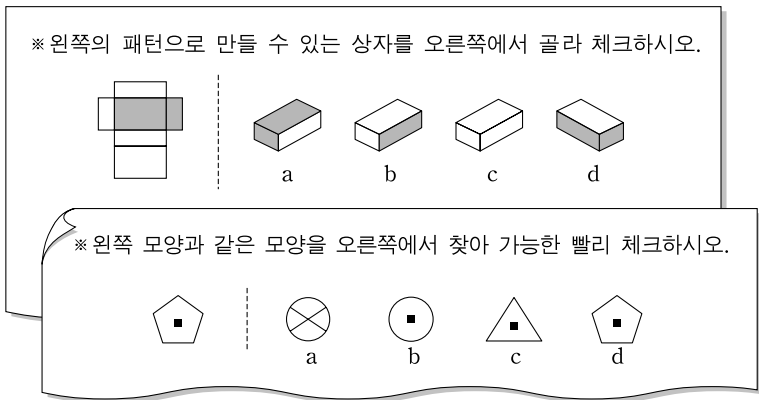 ※왼쪽의 패턴으로 만들 수 있는 상자를 오른쪽에서 골라 체크하시오.
a b c d
※왼쪽 모양과 같은 모양을 오른쪽에서 찾아 가능한 빨리 체크하시오.
a b c d